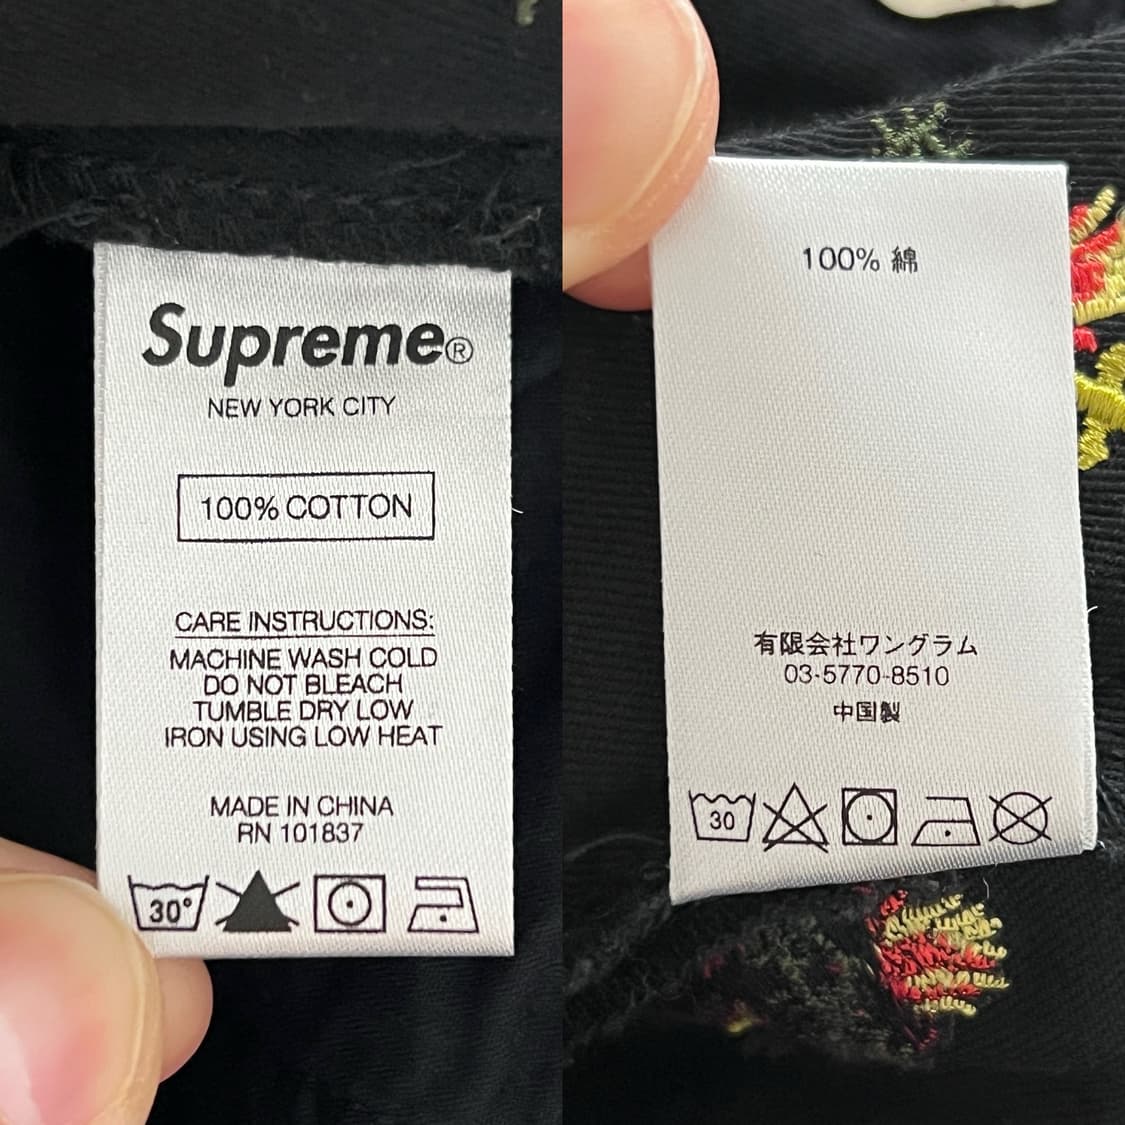 Supreme®
NEW YORK CITY
100% COTTON
CARE INSTRUCTIONS:
MACHINE WASH COLD
DO NOT BLEACH
TUMBLE DRY LOW
IRON USING LOW HEAT
MADE IN CHINA
RN 101837
30°
100% 綿
有限会社ワングラム
03-5770-8510
中国製
30